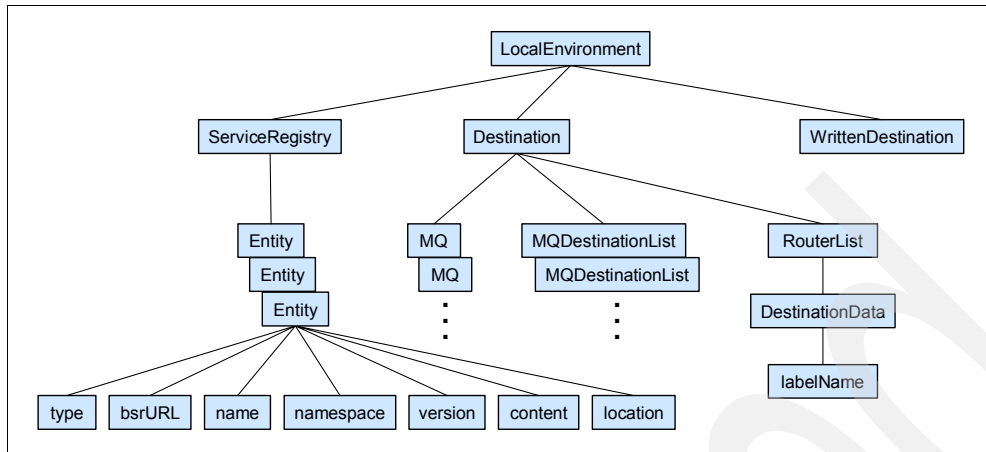 LocalEnvironment
ServiceRegistry
Destination
WrittenDestination
Entity
MQ
MQDestinationList
RouterList
Entity
MQ
MQDestinationList
Entity
DestinationData
labelName
type
bsrURL
name
namespace
version
content
location